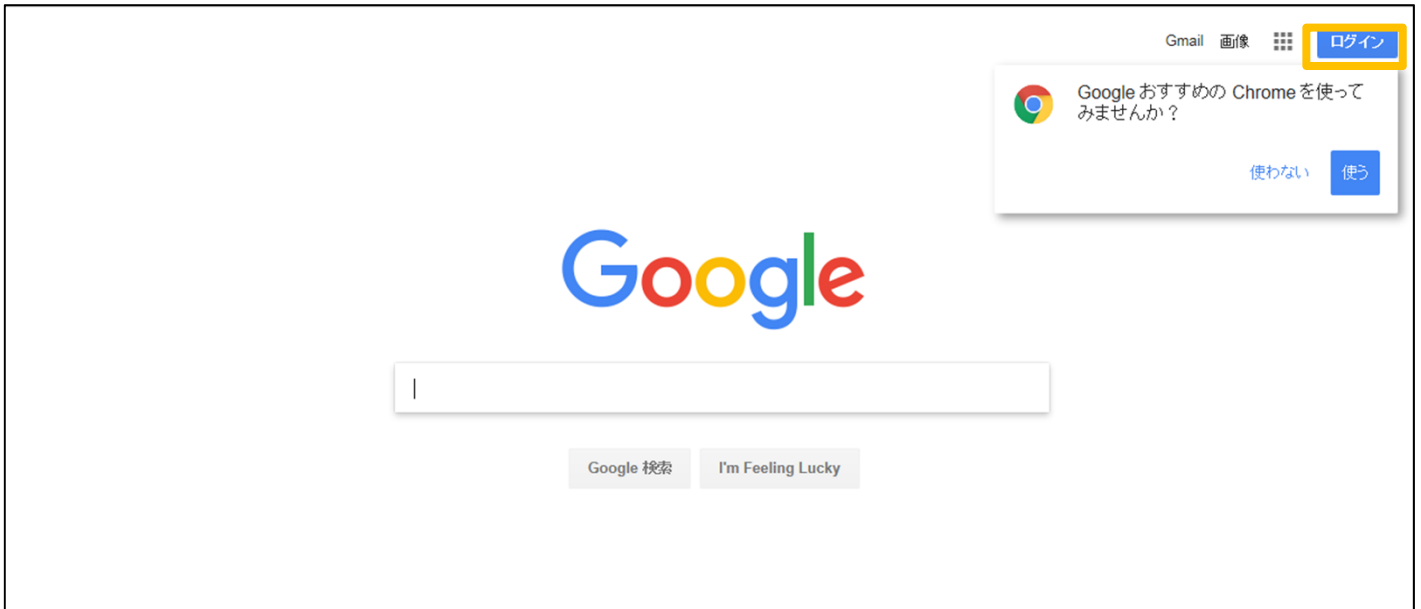 Gmail 画像 ログイン
Google おすすめの Chrome を使って
みませんか？
使わない 使う
Google
Google 検索 I'm Feeling Lucky